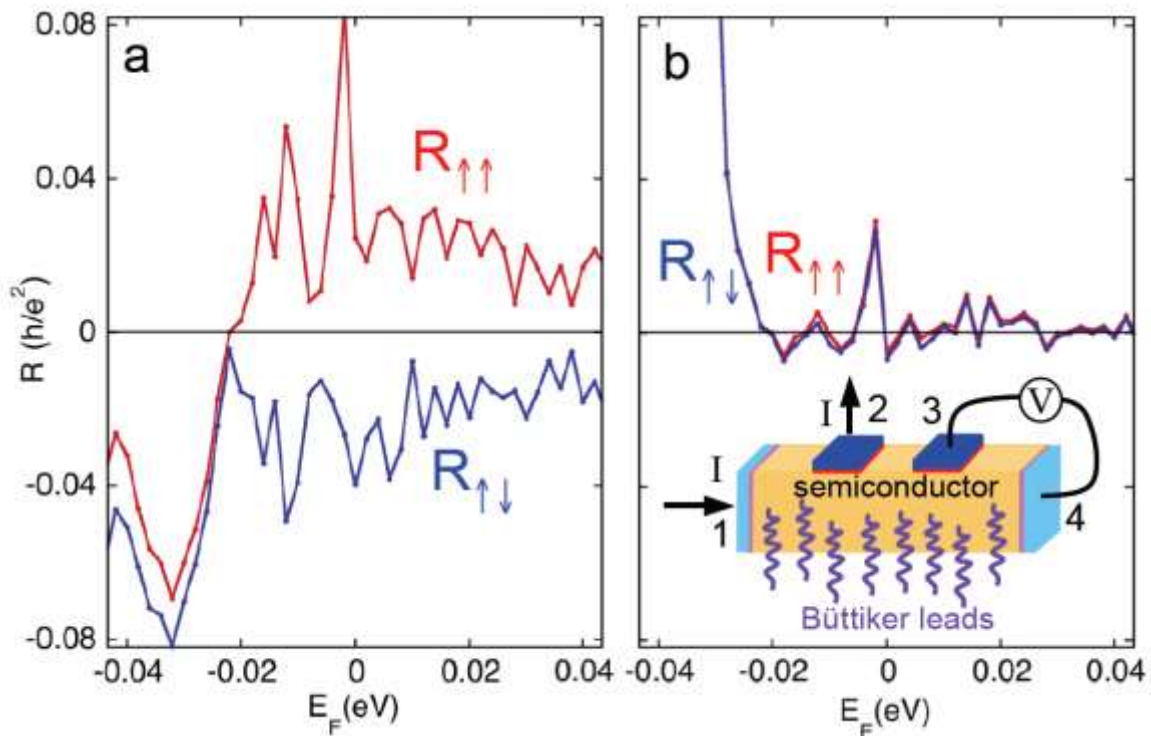 a
0.08
0.04
0
-0.04
-0.08
R (h/e²)
R↑↑
R↑↓
-0.04 -0.02 0 0.02 0.04
E_F(eV)
b
R↑↓ R↑↑
I 2 3 V
I semiconductor
1 4
Büttiker leads
-0.04 -0.02 0 0.02 0.04
E_F(eV)